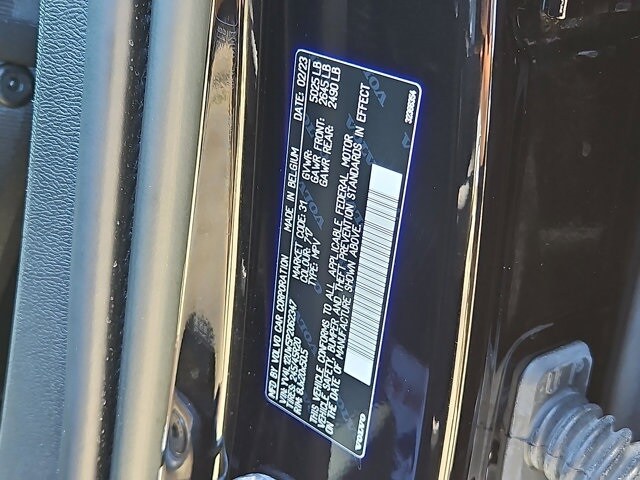 MFD BY VOLVO CAR CORPORATION MADE IN BELGIUM DATE: 02/23
MARKET CODE: 31 GVWR: 5025 LB
COLOUR: 717 GAWR FRONT: 2645 LB
TYPE: MPV GAWR REAR: 2490 LB
THIS VEHICLE CONFORMS TO ALL APPLICABLE FEDERAL MOTOR
VEHICLE SAFETY, BUMPER AND THEFT PREVENTION STANDARDS IN EFFECT
ON THE DATE OF MANUFACTURE SHOWN ABOVE.
VOLVO